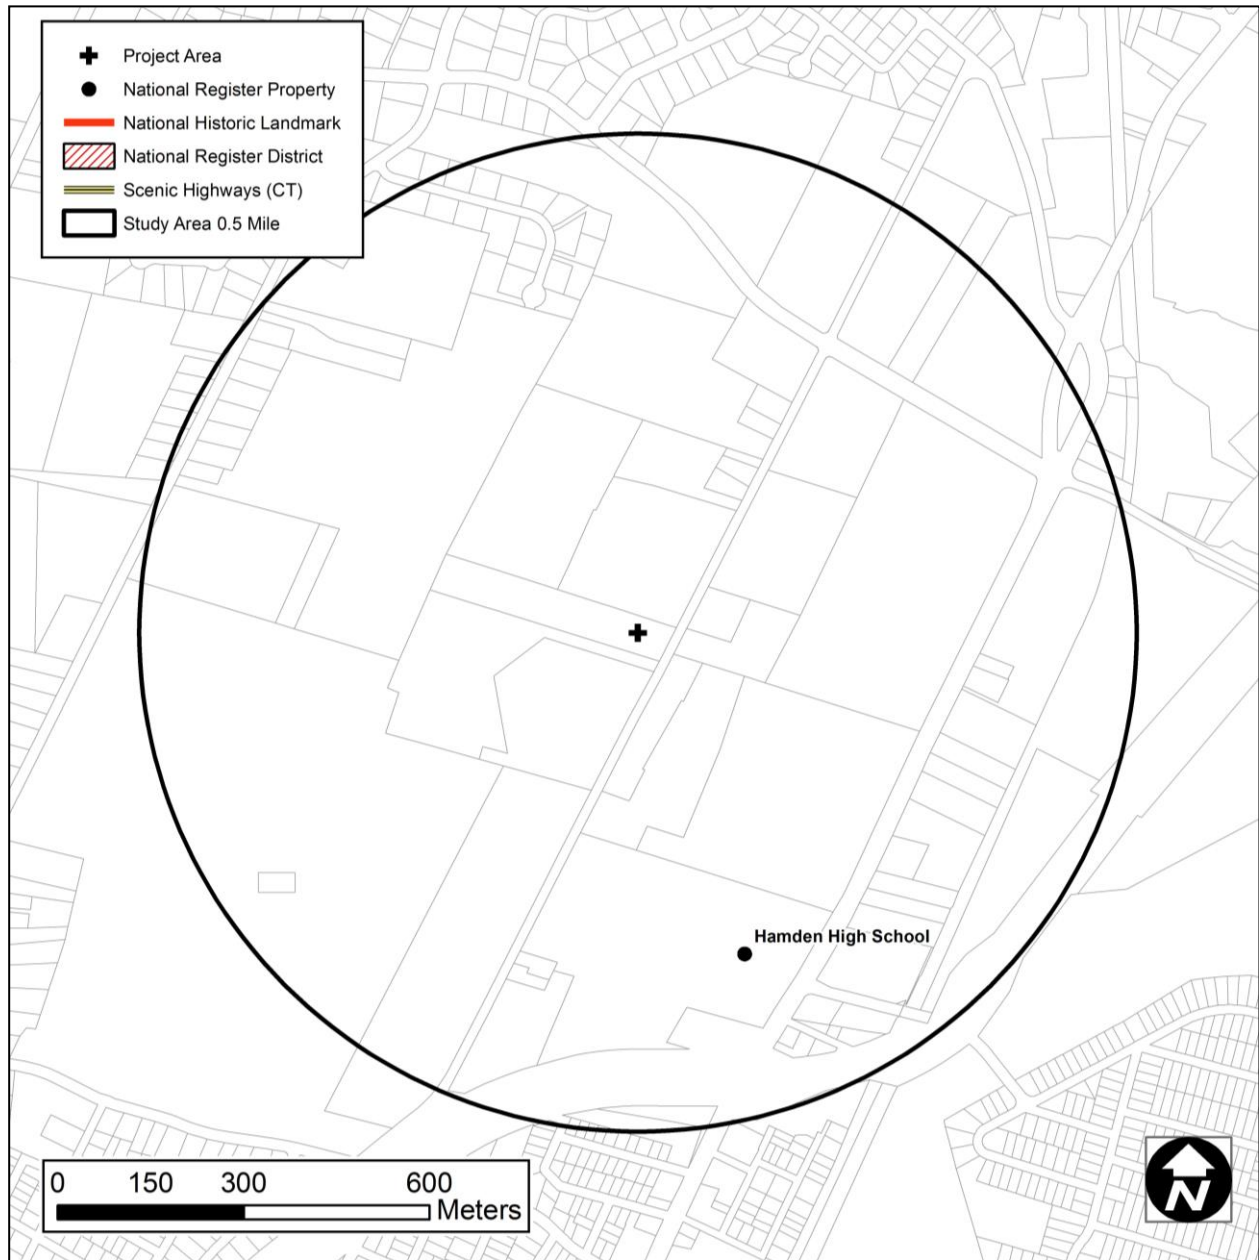 Project Area
National Register Property
National Historic Landmark
National Register District
Scenic Highways (CT)
Study Area 0.5 Mile
Hamden High School
0 150 300 600
Meters
N